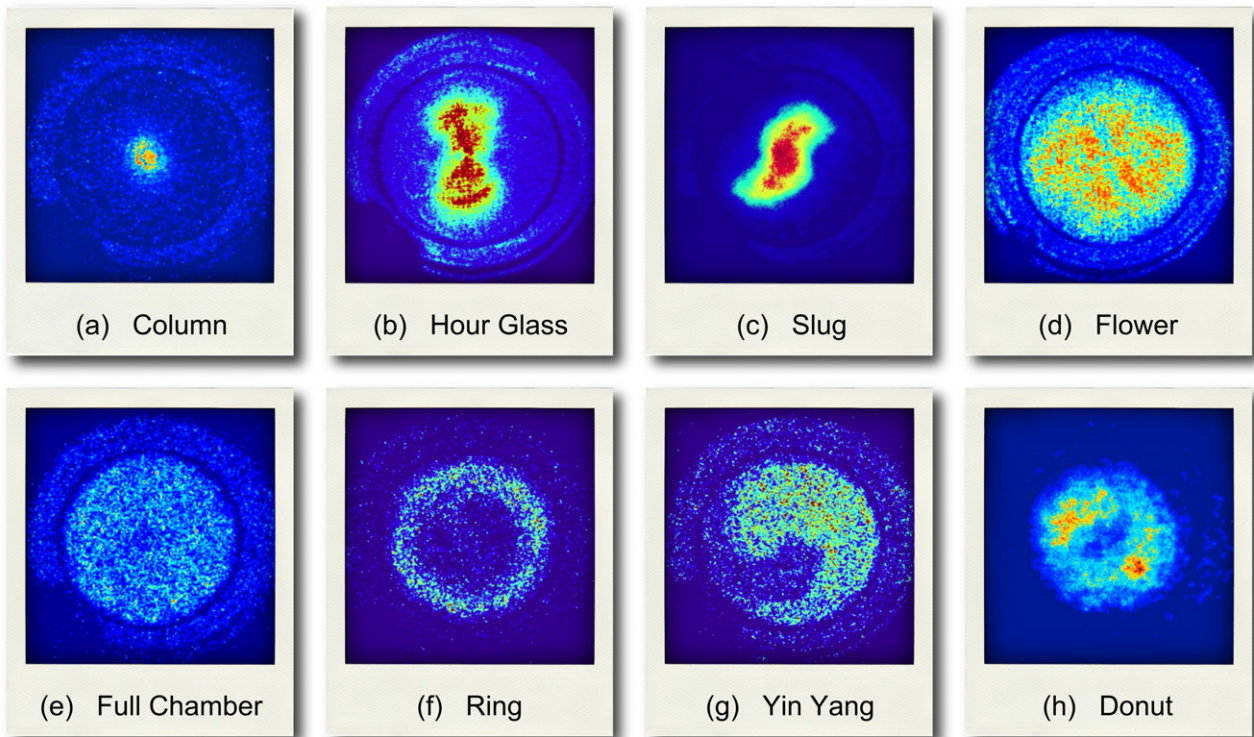 (a) Column
(b) Hour Glass
(c) Slug
(d) Flower
(e) Full Chamber
(f) Ring
(g) Yin Yang
(h) Donut